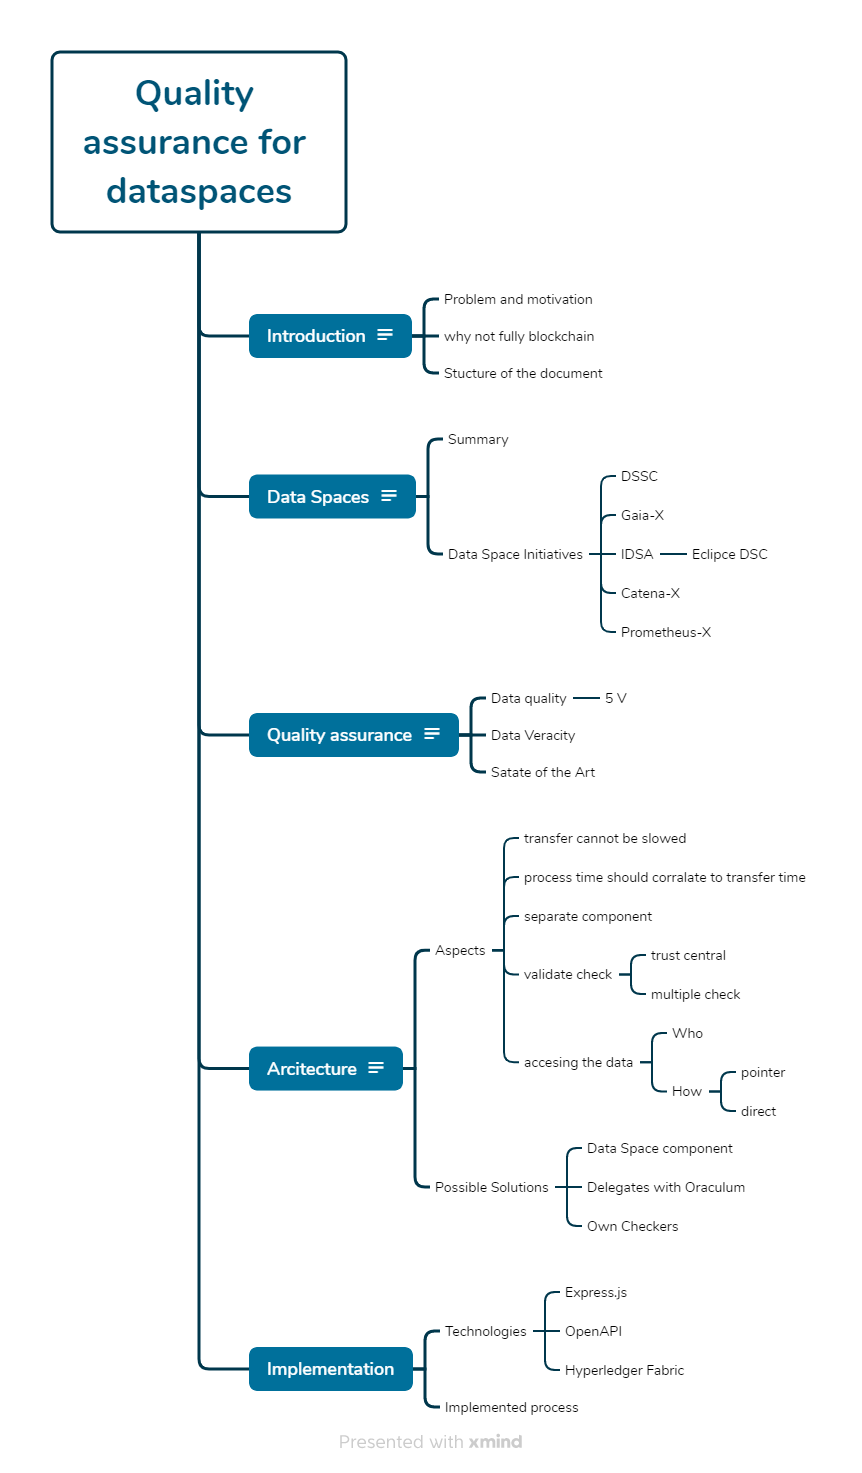 Quality
assurance for
dataspaces
Introduction
Problem and motivation
why not fully blockchain
Stucture of the document
Data Spaces
Summary
Data Space Initiatives
DSSC
Gaia-X
IDSA
Eclipce DSC
Catena-X
Prometheus-X
Quality assurance
Data quality
5 V
Data Veracity
Satate of the Art
Arcitecture
Aspects
transfer cannot be slowed
process time should corralate to transfer time
separate component
validate check
trust central
multiple check
accesing the data
Who
How
pointer
direct
Possible Solutions
Data Space component
Delegates with Oraculum
Own Checkers
Implementation
Technologies
Express.js
OpenAPI
Hyperledger Fabric
Implemented process
Presented with xmind